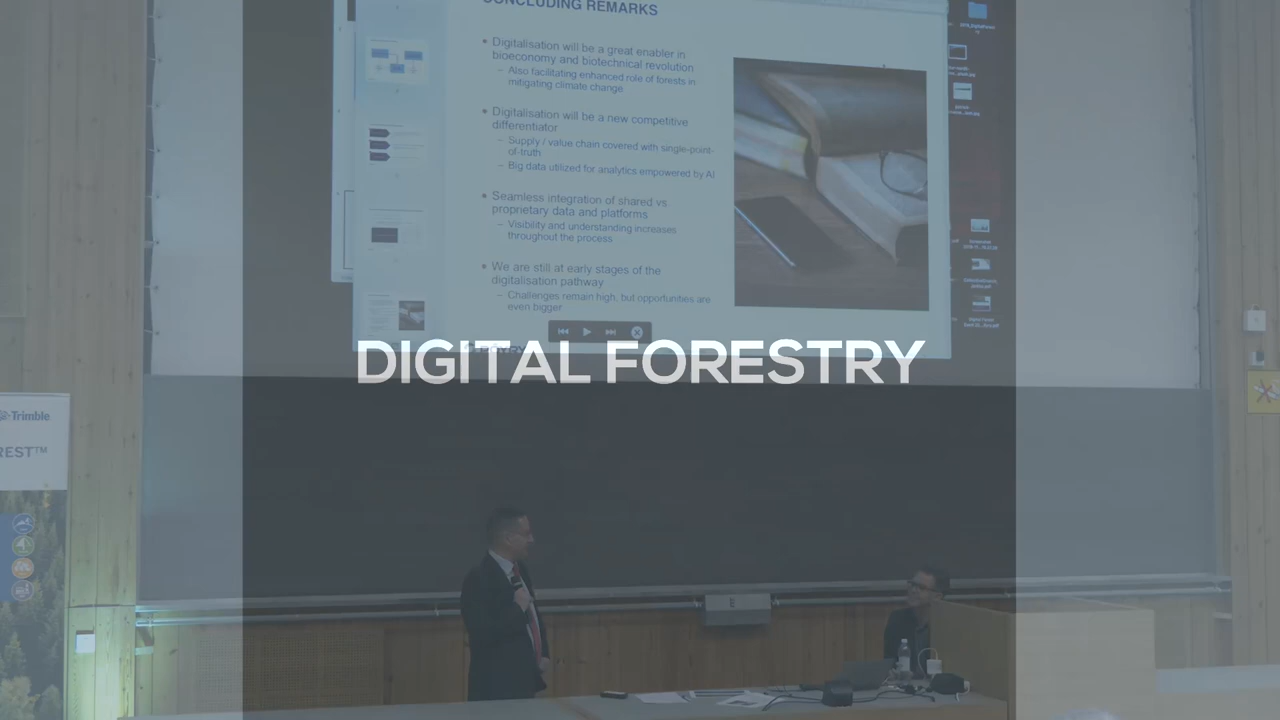 CONCLUDING REMARKS
• Digitalisation will be a great enabler in
bioeconomy and biotechnical revolution
– Also facilitating enhanced role of forests in
mitigating climate change
• Digitalisation will be a new competitive
differentiator
– Supply / value chain covered with single-point-
of-truth
– Big data utilized for analytics empowered by AI
• Seamless integration of shared vs
proprietary data and platforms
– Visibility and understanding increases
throughout the process
• We are still at early stages of the
digitalisation pathway
– Challenges remain high, but opportunities are
even bigger
DIGITAL FORESTRY
Trimble
REST™
E